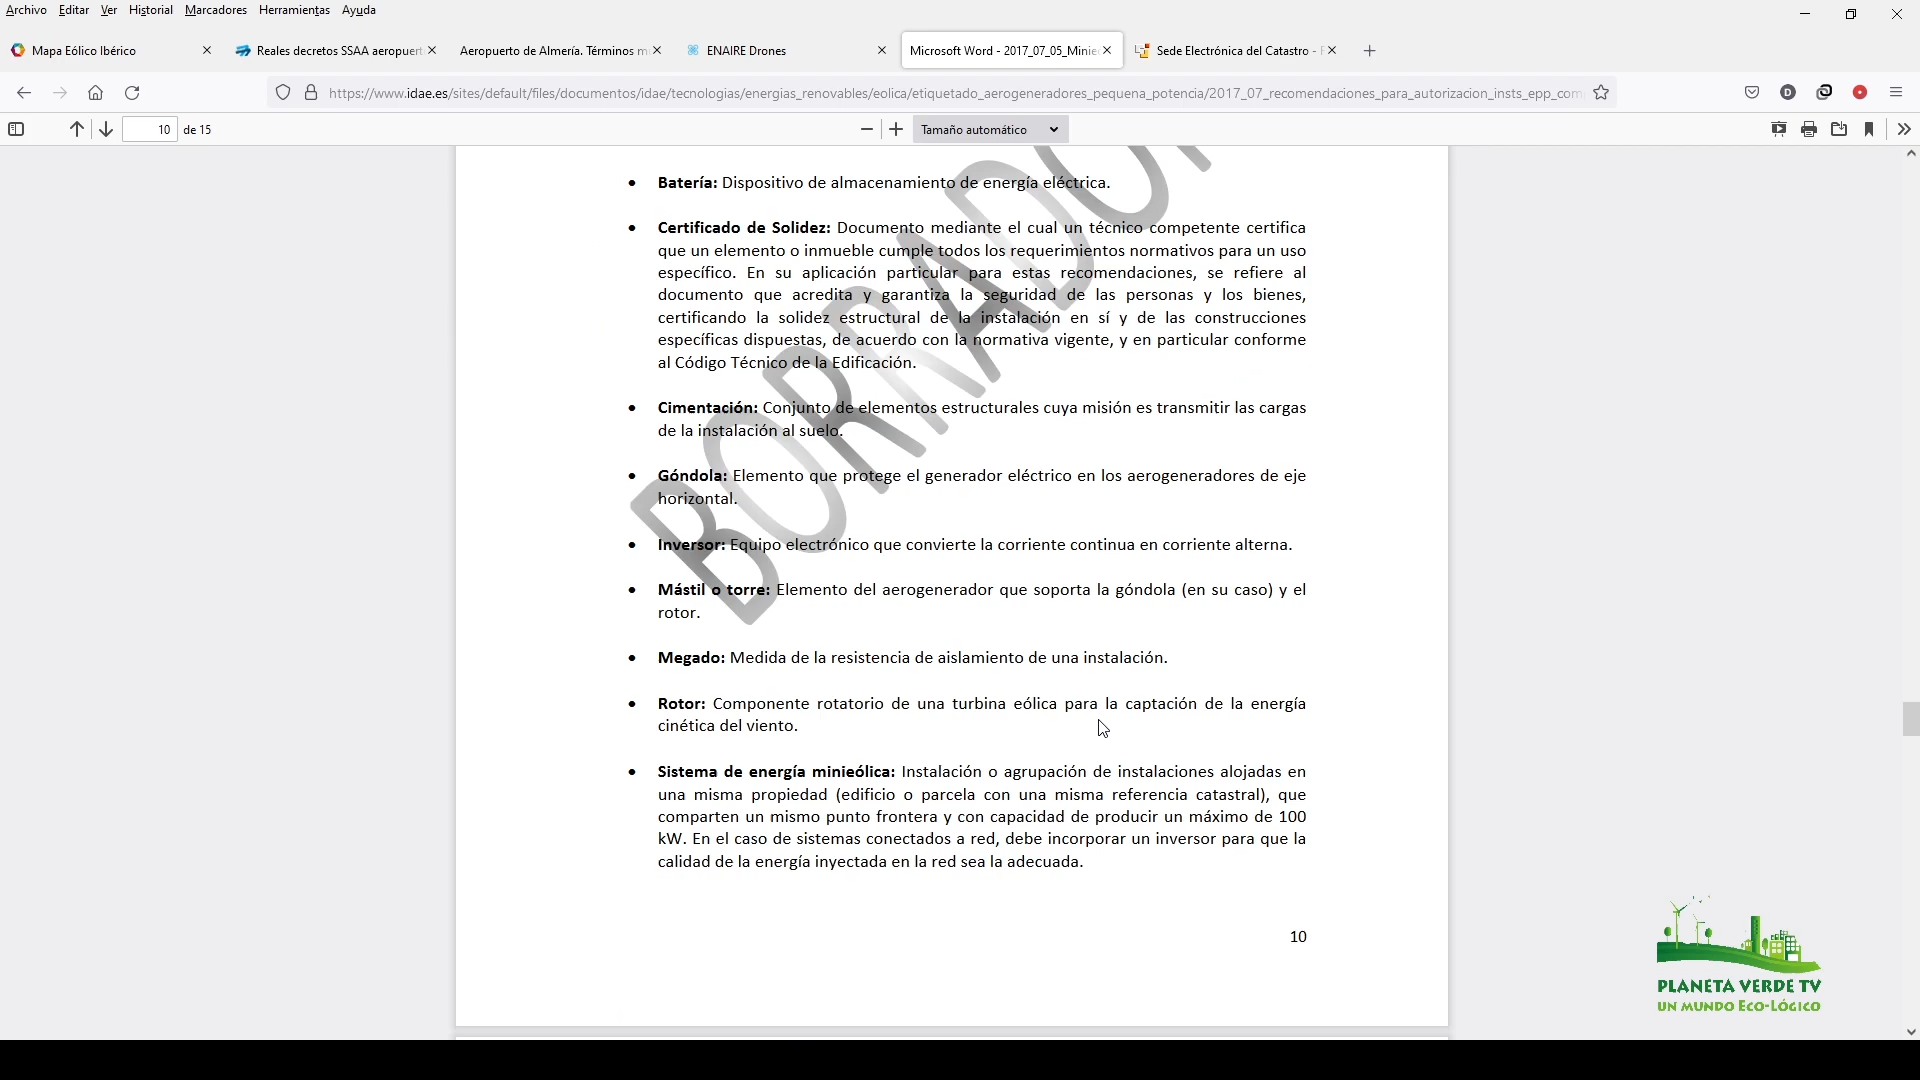 Archivo Editar Ver Historial Marcadores Herramientas Ayuda
Mapa Eólico Ibérico
Reales decretos SSAA aeropuert
Aeropuerto de Almería. Términos m
ENAIRE Drones
Microsoft Word - 2017_07_05_Minie
Sede Electrónica del Catastro -
https://www.idae.es/sites/default/files/documentos/idae/tecnologias/energias_renovables/eolica/etiquetado_aerogeneradores_pequena_potencia/2017_07_recomendaciones_para_autorizacion_insts_epp_com
D
10 de 15
Tamaño automático
BORRADOR
• Batería: Dispositivo de almacenamiento de energía eléctrica.
• Certificado de Solidez: Documento mediante el cual un técnico competente certifica
que un elemento o inmueble cumple todos los requerimientos normativos para un uso
específico. En su aplicación particular para estas recomendaciones, se refiere al
documento que acredita y garantiza la seguridad de las personas y los bienes,
certificando la solidez estructural de la instalación en sí y de las construcciones
específicas dispuestas, de acuerdo con la normativa vigente, y en particular conforme
al Código Técnico de la Edificación.
• Cimentación: Conjunto de elementos estructurales cuya misión es transmitir las cargas
de la instalación al suelo.
• Góndola: Elemento que protege el generador eléctrico en los aerogeneradores de eje
horizontal.
• Inversor: Equipo electrónico que convierte la corriente continua en corriente alterna.
• Mástil o torre: Elemento del aerogenerador que soporta la góndola (en su caso) y el
rotor.
• Megado: Medida de la resistencia de aislamiento de una instalación.
• Rotor: Componente rotatorio de una turbina eólica para la captación de la energía
cinética del viento.
• Sistema de energía minieólica: Instalación o agrupación de instalaciones alojadas en
una misma propiedad (edificio o parcela con una misma referencia catastral), que
comparten un mismo punto frontera y con capacidad de producir un máximo de 100
kW. En el caso de sistemas conectados a red, debe incorporar un inversor para que la
calidad de la energía inyectada en la red sea la adecuada.
10
PLANETA VERDE TV
UN MUNDO ECO-LÓGICO